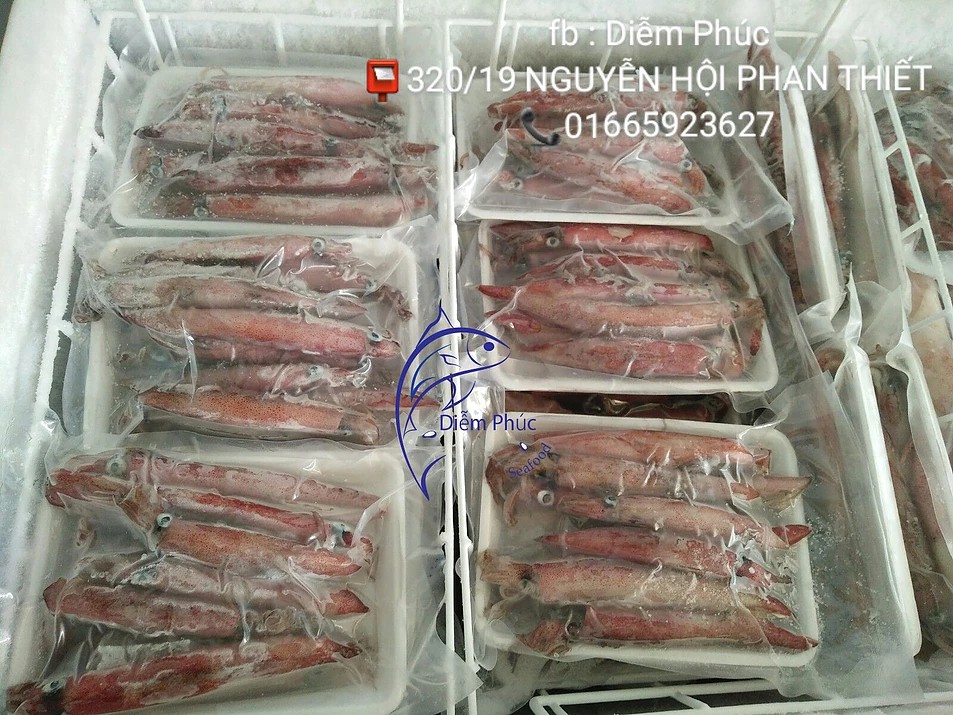 fb : Diễm Phúc
320/19 NGUYỄN HỘI PHAN THIẾT
01665923627
Diễm Phúc
Seafood